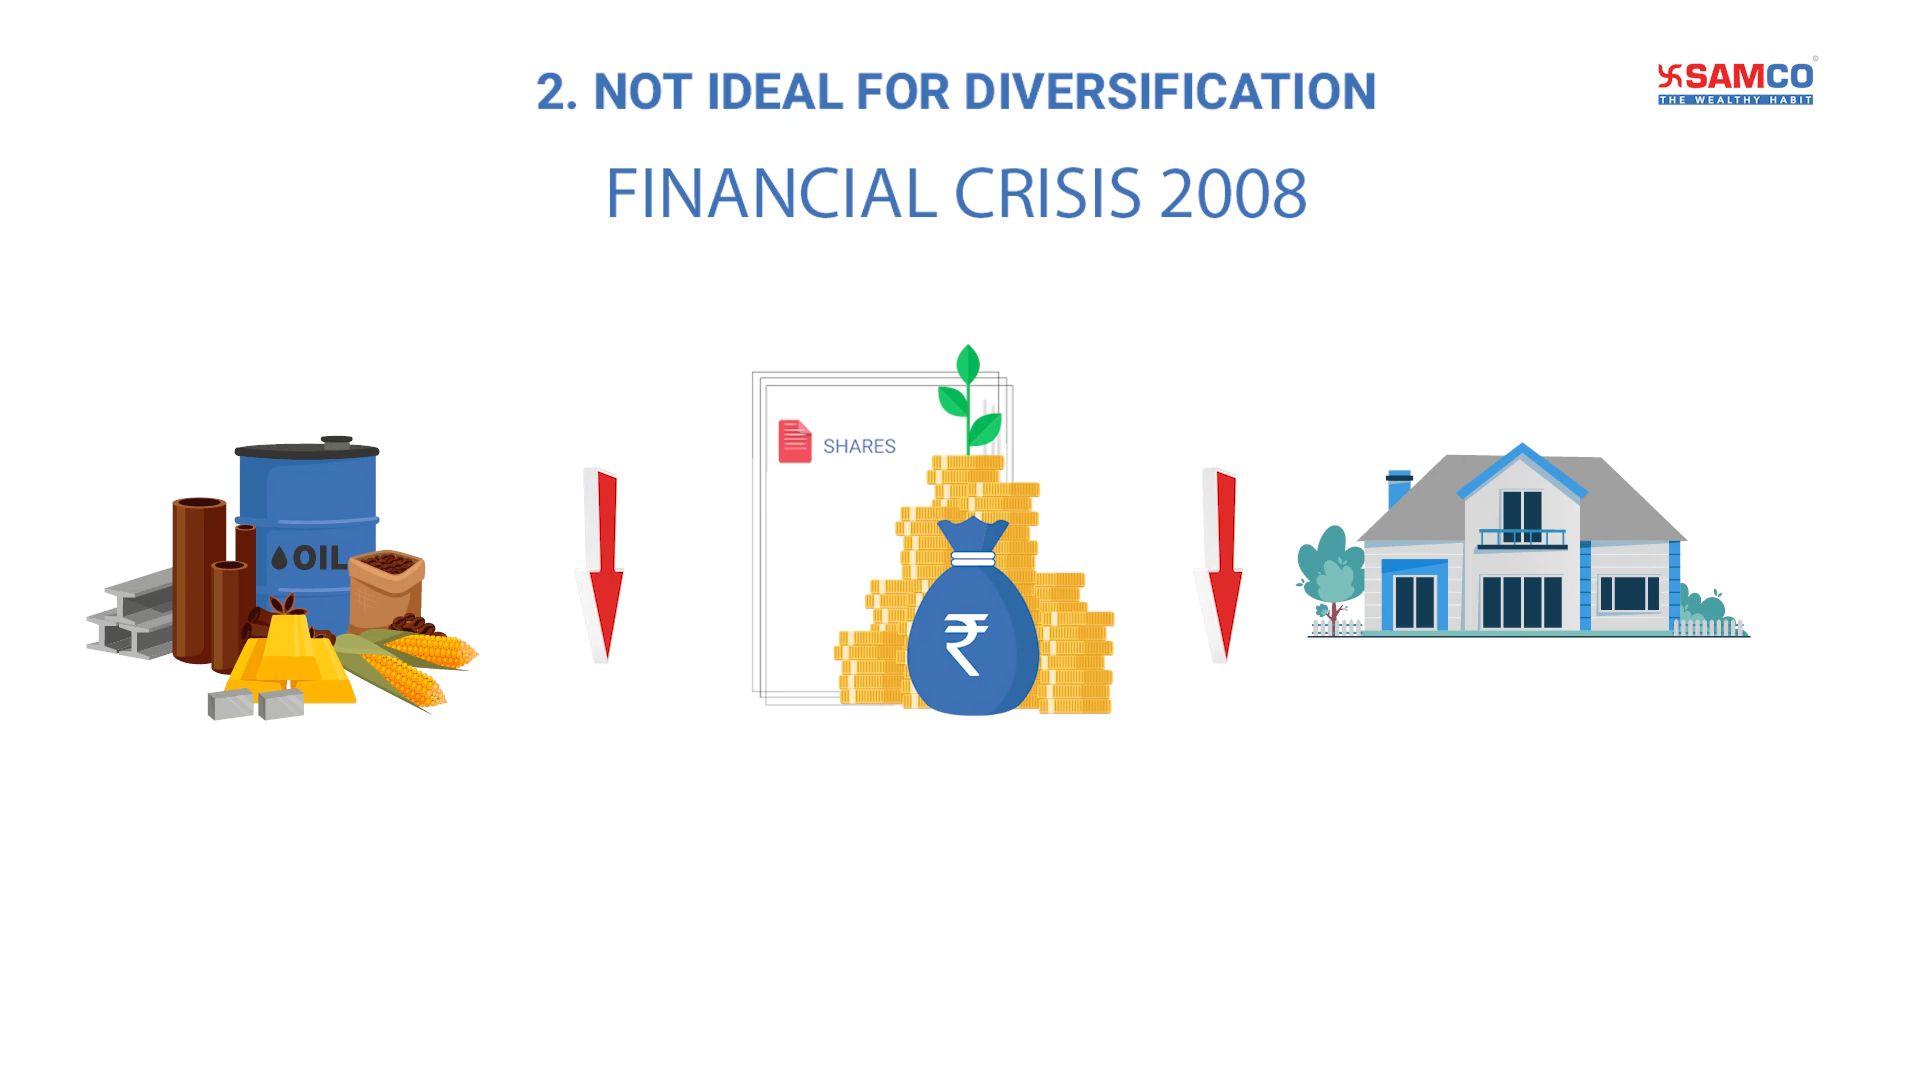 2. NOT IDEAL FOR DIVERSIFICATION
SAMCO®
THE WEALTHY HABIT
FINANCIAL CRISIS 2008
SHARES
OIL
₹